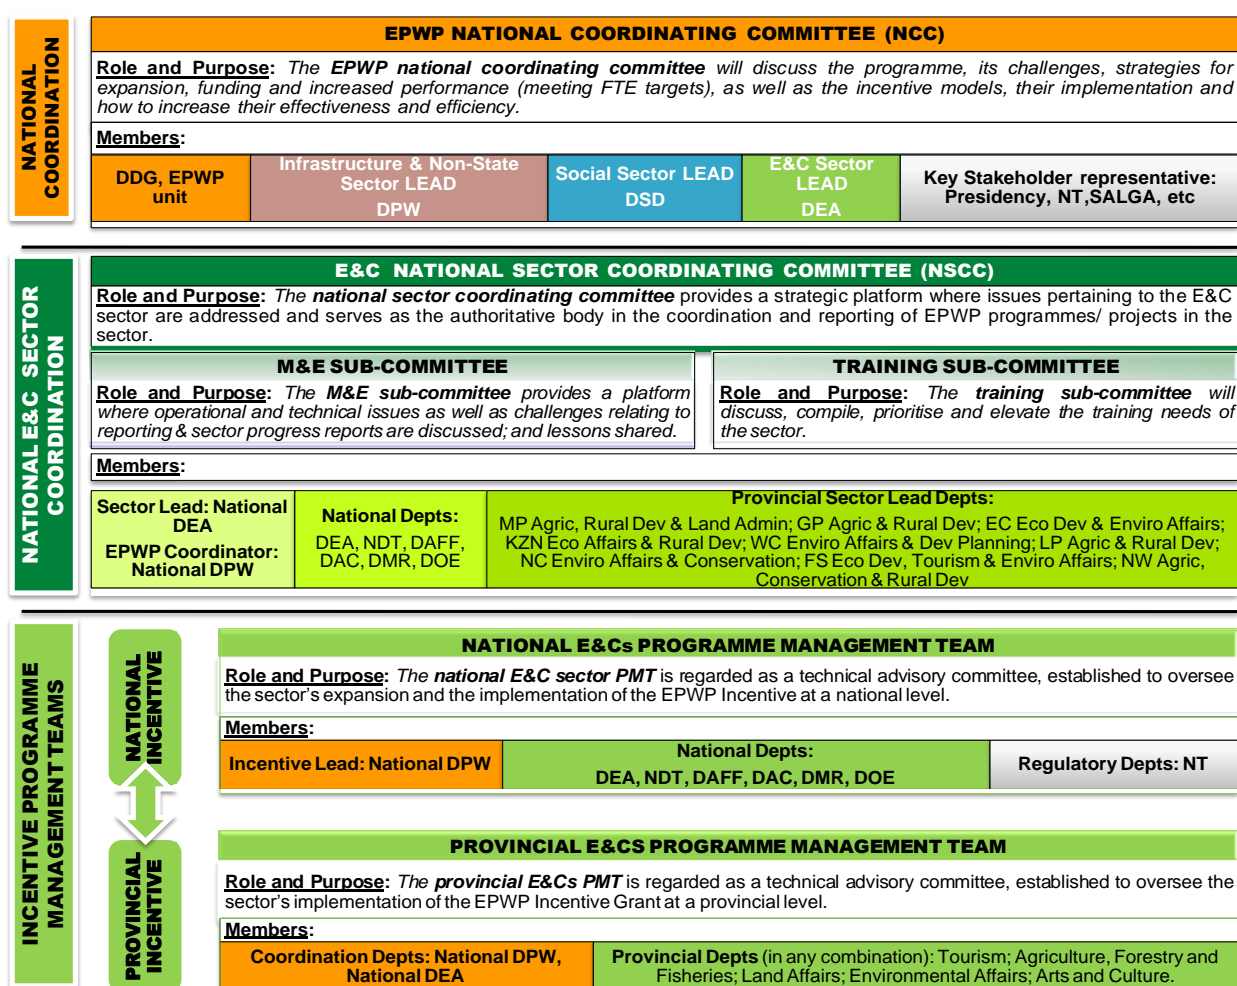 NATIONAL
COORDINATION
EPWP NATIONAL COORDINATING COMMITTEE (NCC)
Role and Purpose: The EPWP national coordinating committee will discuss the programme, its challenges, strategies for
expansion, funding and increased performance (meeting FTE targets), as well as the incentive models, their implementation and
how to increase their effectiveness and efficiency.
Members:
DDG, EPWP
unit
Infrastructure & Non-State
Sector LEAD
DPW
Social Sector LEAD
DSD
E&C Sector
LEAD
DEA
Key Stakeholder representative:
Presidency, NT,SALGA, etc
NATIONAL E&C SECTOR
COORDINATION
E&C NATIONAL SECTOR COORDINATING COMMITTEE (NSCC)
Role and Purpose: The national sector coordinating committee provides a strategic platform where issues pertaining to the E&C
sector are addressed and serves as the authoritative body in the coordination and reporting of EPWP programmes/ projects in the
sector.
M&E SUB-COMMITTEE
Role and Purpose: The M&E sub-committee provides a platform
where operational and technical issues as well as challenges relating to
reporting & sector progress reports are discussed; and lessons shared.
TRAINING SUB-COMMITTEE
Role and Purpose: The training sub-committee will
discuss, compile, prioritise and elevate the training needs of
the sector.
Members:
Sector Lead: National
DEA
EPWP Coordinator:
National DPW
National Depts:
DEA, NDT, DAFF,
DAC, DMR, DOE
Provincial Sector Lead Depts:
MP Agric, Rural Dev & Land Admin; GP Agric & Rural Dev; EC Eco Dev & Enviro Affairs;
KZN Eco Affairs & Rural Dev; WC Enviro Affairs & Dev Planning; LP Agric & Rural Dev;
NC Enviro Affairs & Conservation; FS Eco Dev, Tourism & Enviro Affairs; NW Agric,
Conservation & Rural Dev
INCENTIVE PROGRAMME
MANAGEMENT TEAMS
NATIONAL
INCENTIVE
NATIONAL E&Cs PROGRAMME MANAGEMENT TEAM
Role and Purpose: The national E&C sector PMT is regarded as a technical advisory committee, established to oversee
the sector's expansion and the implementation of the EPWP Incentive at a national level.
Members:
Incentive Lead: National DPW
National Depts:
DEA, NDT, DAFF, DAC, DMR, DOE
Regulatory Depts: NT
PROVINCIAL
INCENTIVE
PROVINCIAL E&CS PROGRAMME MANAGEMENT TEAM
Role and Purpose: The provincial E&Cs PMT is regarded as a technical advisory committee, established to oversee the
sector's implementation of the EPWP Incentive Grant at a provincial level.
Members:
Coordination Depts: National DPW,
National DEA
Provincial Depts (in any combination): Tourism; Agriculture, Forestry and
Fisheries; Land Affairs; Environmental Affairs; Arts and Culture.